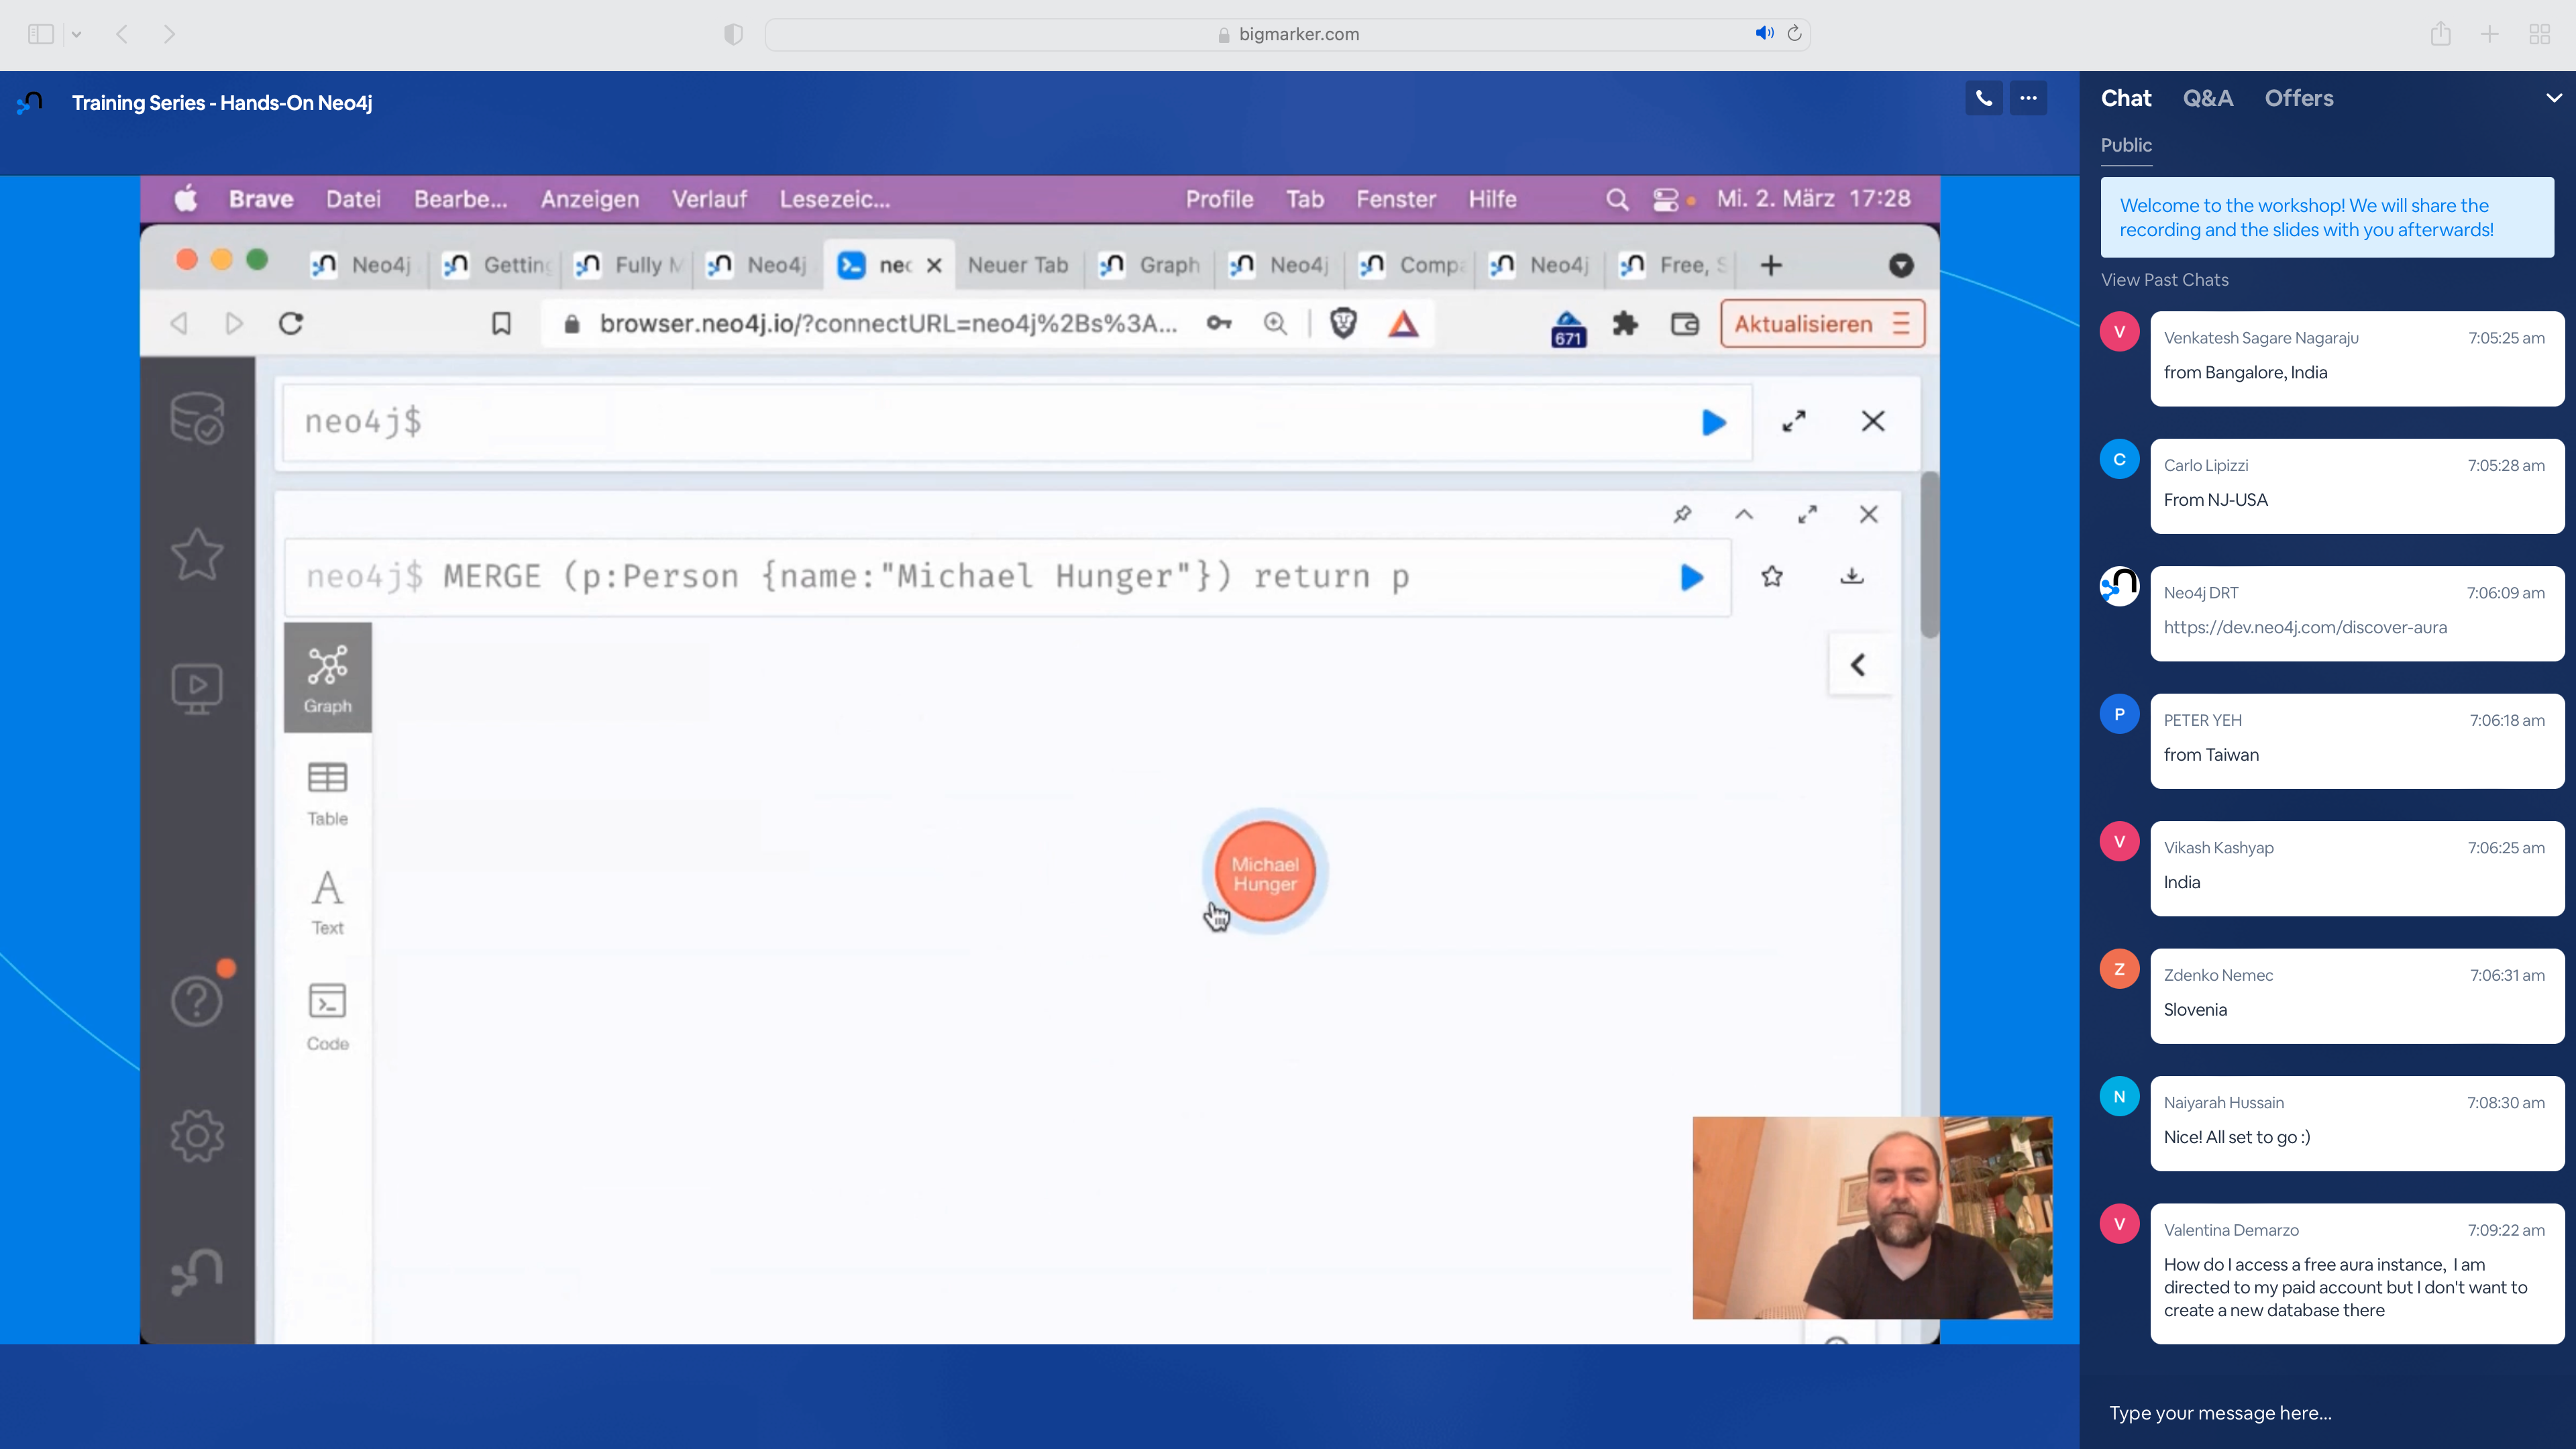 bigmarker.com
Training Series - Hands-On Neo4j
Brave Datei Bearbe... Anzeigen Verlauf Lesezeic... Profile Tab Fenster Hilfe Mi. 2. März 17:28
Neo4j Getting Fully M Neo4j neo Neuer Tab Graph Neo4j Compa Neo4j Free, S
browser.neo4j.io/?connectURL=neo4j%2Bs%3A... 671 Aktualisieren
neo4j$
neo4j$ MERGE (p:Person {name:"Michael Hunger"}) return p
Graph
Table
A
Text
Code
Michael
Hunger
Chat Q&A Offers
Public
Welcome to the workshop! We will share the
recording and the slides with you afterwards!
View Past Chats
V
Venkatesh Sagare Nagaraju 7:05:25 am
from Bangalore, India
C
Carlo Lipizzi 7:05:28 am
From NJ-USA
Neo4j DRT 7:06:09 am
https://dev.neo4j.com/discover-aura
P
PETER YEH 7:06:18 am
from Taiwan
V
Vikash Kashyap 7:06:25 am
India
Z
Zdenko Nemec 7:06:31 am
Slovenia
N
Naiyarah Hussain 7:08:30 am
Nice! All set to go :)
V
Valentina Demarzo 7:09:22 am
How do I access a free aura instance, I am
directed to my paid account but I don't want to
create a new database there
Type your message here...